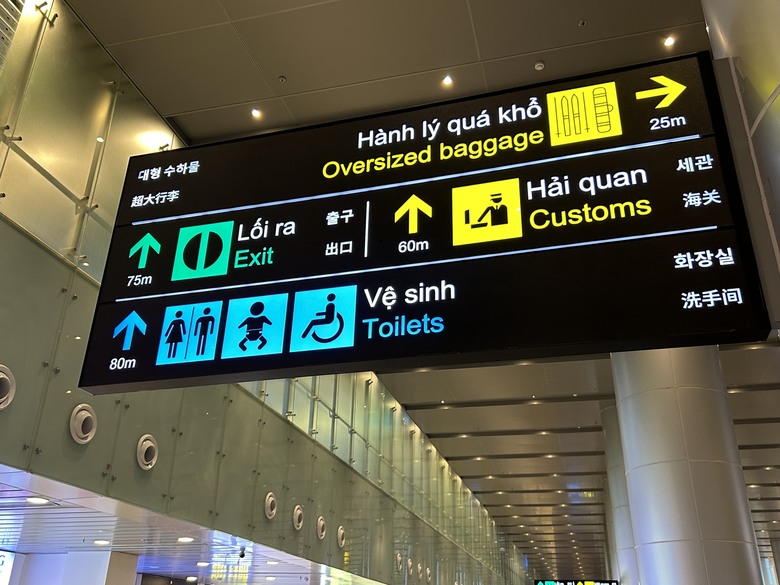 대형 수하물
超大行李
Hành lý quá khổ
Oversized baggage
25m
75m
Lối ra
Exit
출구
出口
60m
Hải quan
Customs
세관
海关
80m
Vệ sinh
Toilets
화장실
洗手间